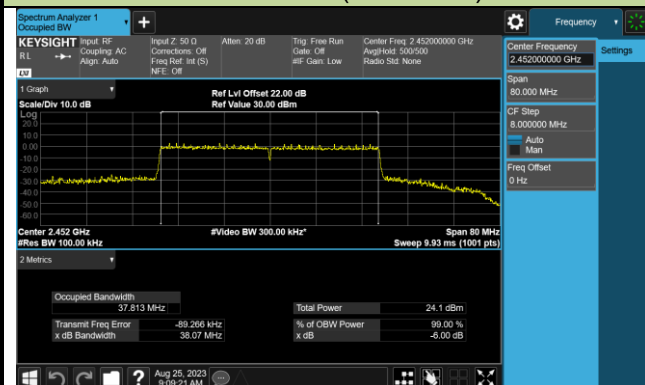 Spectrum Analyzer 1
Occupied BW
+
Frequency
KEYSIGHT
R L
LXI
Input: RF
Coupling: AC
Align: Auto
Input Z: 50 Ω
Corrections: Off
Freq Ref: Int (S)
NFE: Off
Atten: 20 dB
Trig: Free Run
Gate: Off
#IF Gain: Low
Center Freq: 2.452000000 GHz
Avg|Hold: 500/500
Radio Std: None
Center Frequency
2.452000000 GHz
Settings
Span
80.000 MHz
CF Step
8.000000 MHz
Auto
Man
Freq Offset
0 Hz
1 Graph
Scale/Div 10.0 dB
Ref Lvl Offset 22.00 dB
Ref Value 30.00 dBm
Log
20.0
10.0
0.00
-10.0
-20.0
-30.0
-40.0
-50.0
-60.0
Center 2.452 GHz
#Video BW 300.00 kHz*
Span 80 MHz
#Res BW 100.00 kHz
Sweep 9.93 ms (1001 pts)
2 Metrics
Occupied Bandwidth
37.813 MHz
Total Power 24.1 dBm
Transmit Freq Error -89.266 kHz
% of OBW Power 99.00 %
x dB Bandwidth 38.07 MHz
x dB -6.00 dB
?
Aug 25, 2023
9:09:21 AM